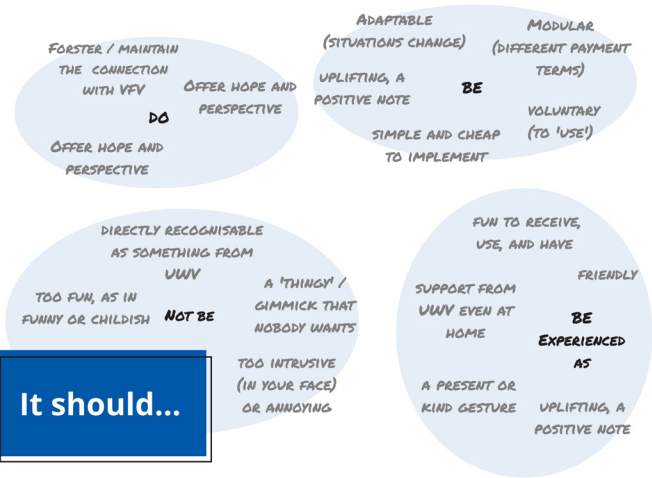 FORSTER / MAINTAIN
THE CONNECTION
WITH VFV
OFFER HOPE AND
PERSPECTIVE
DO
OFFER HOPE AND
PERSPECTIVE
ADAPTABLE
(SITUATIONS CHANGE)
MODULAR
(DIFFERENT PAYMENT
TERMS)
UPLIFTING, A
POSITIVE NOTE
BE
VOLUNTARY
(TO 'USE')
SIMPLE AND CHEAP
TO IMPLEMENT
DIRECTLY RECOGNISABLE
AS SOMETHING FROM
UWV
TOO FUN, AS IN
FUNNY OR CHILDISH
NOT BE
A 'THINGY' /
GIMMICK THAT
NOBODY WANTS
TOO INTRUSIVE
(IN YOUR FACE)
OR ANNOYING
It should...
FUN TO RECEIVE,
USE, AND HAVE
FRIENDLY
SUPPORT FROM
UWV EVEN AT
HOME
BE
EXPERIENCED
AS
A PRESENT OR
KIND GESTURE
UPLIFTING, A
POSITIVE NOTE